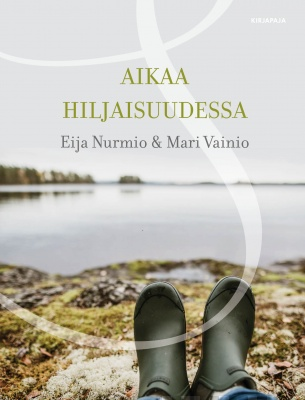 KIRJAPAJA
AIKAA
HILJAISUUDESSA
Eija Nurmio & Mari Vainio